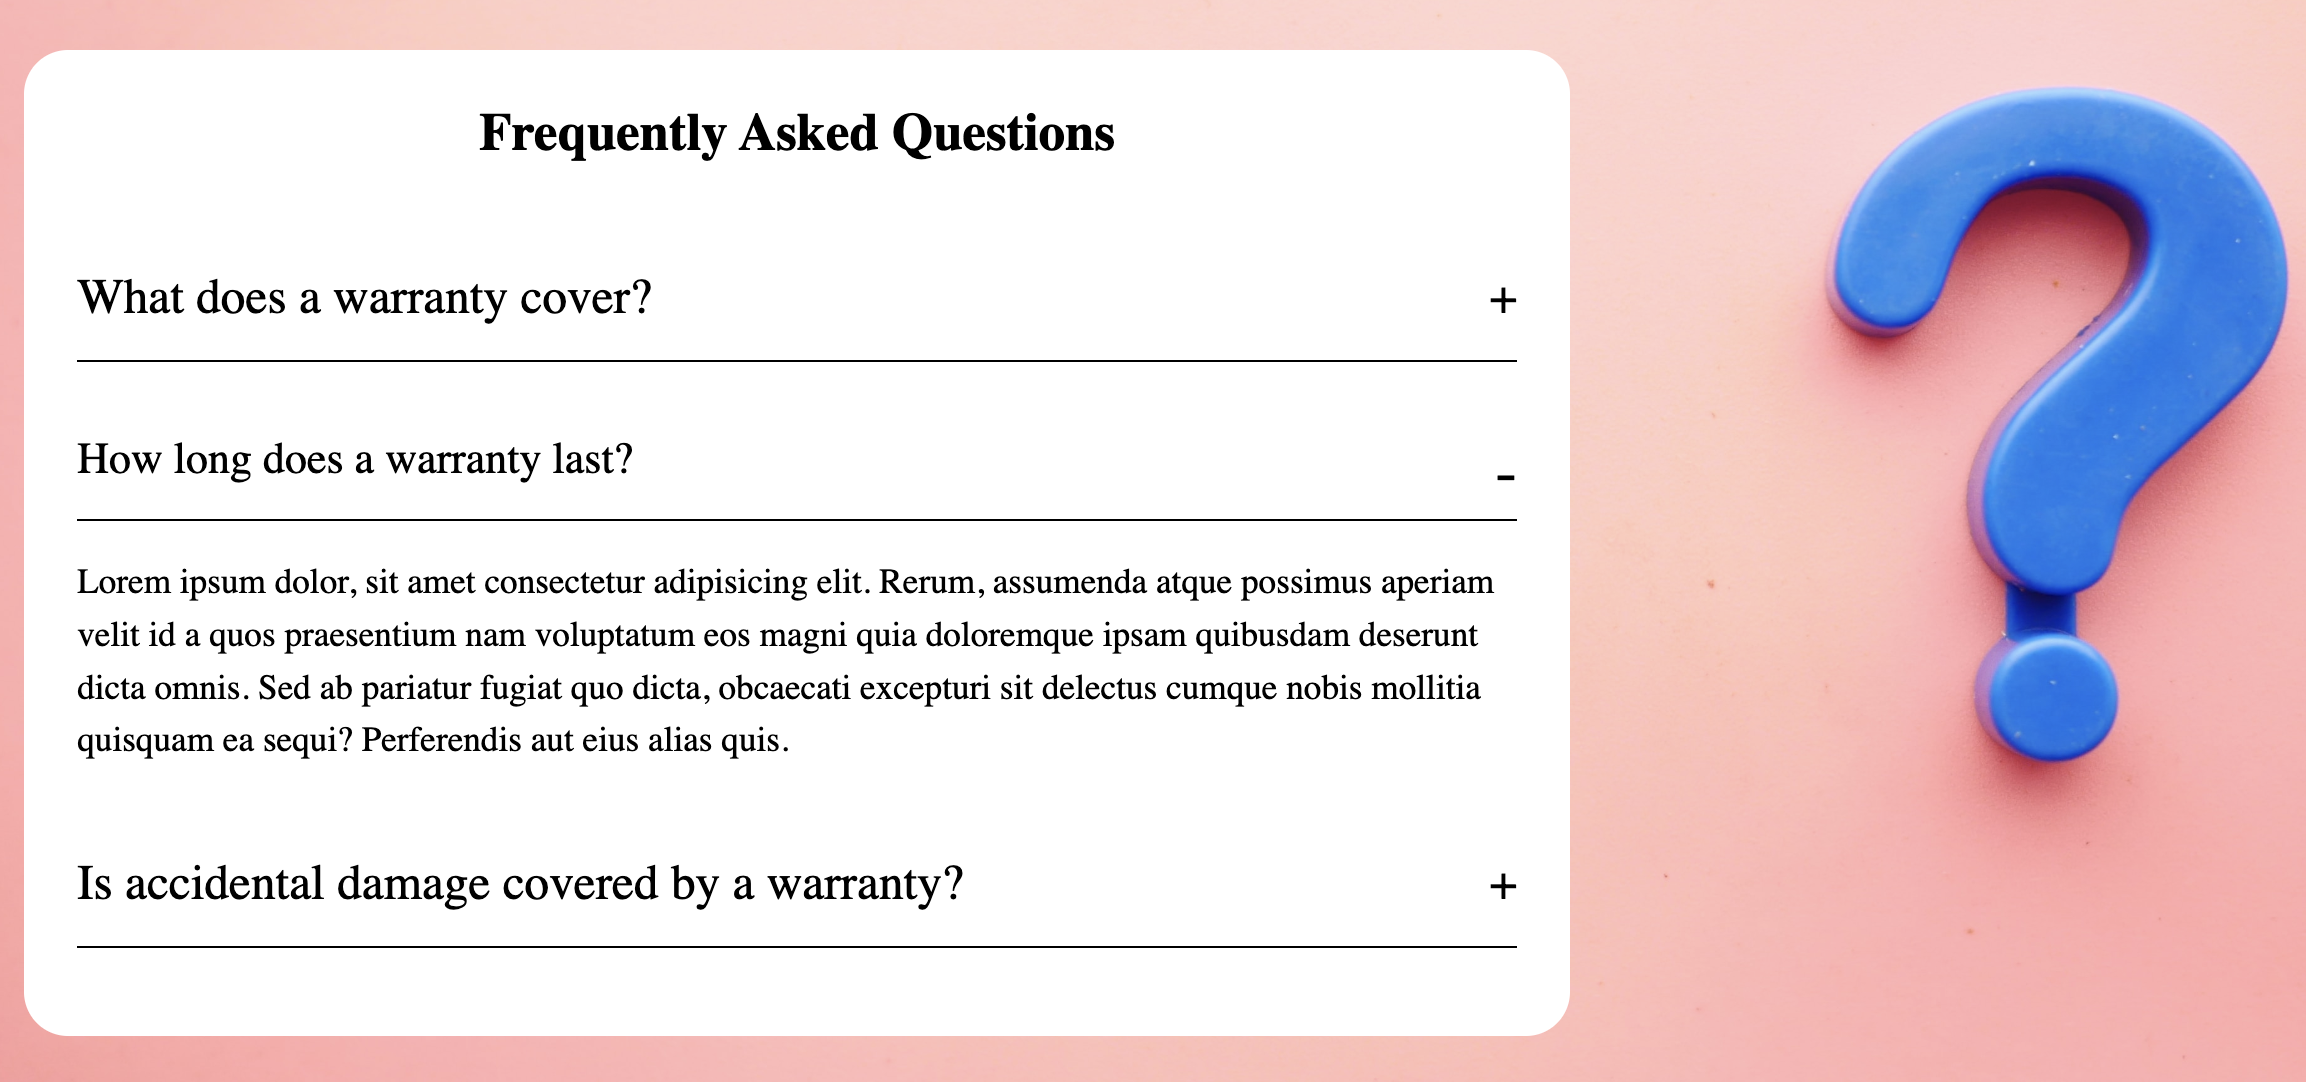 Frequently Asked Questions
What does a warranty cover? +
How long does a warranty last? -
Lorem ipsum dolor, sit amet consectetur adipisicing elit. Rerum, assumenda atque possimus aperiam
velit id a quos praesentium nam voluptatum eos magni quia doloremque ipsam quibusdam deserunt
dicta omnis. Sed ab pariatur fugiat quo dicta, obcaecati excepturi sit delectus cumque nobis mollitia
quisquam ea sequi? Perferendis aut eius alias quis.
Is accidental damage covered by a warranty? +
?